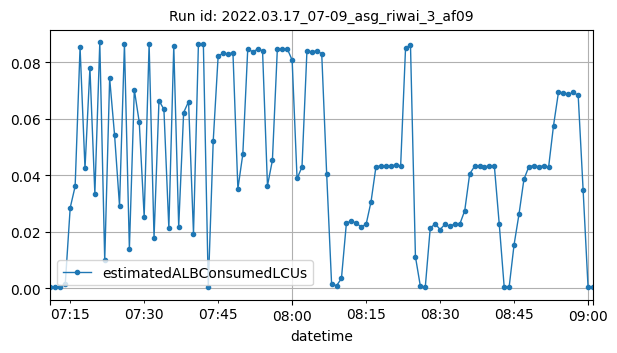 Run id: 2022.03.17_07-09_asg_riwai_3_af09
0.08
0.06
0.04
0.02
0.00
estimatedALBConsumedLCUs
07:15 07:30 07:45 08:00 08:15 08:30 08:45 09:00
datetime